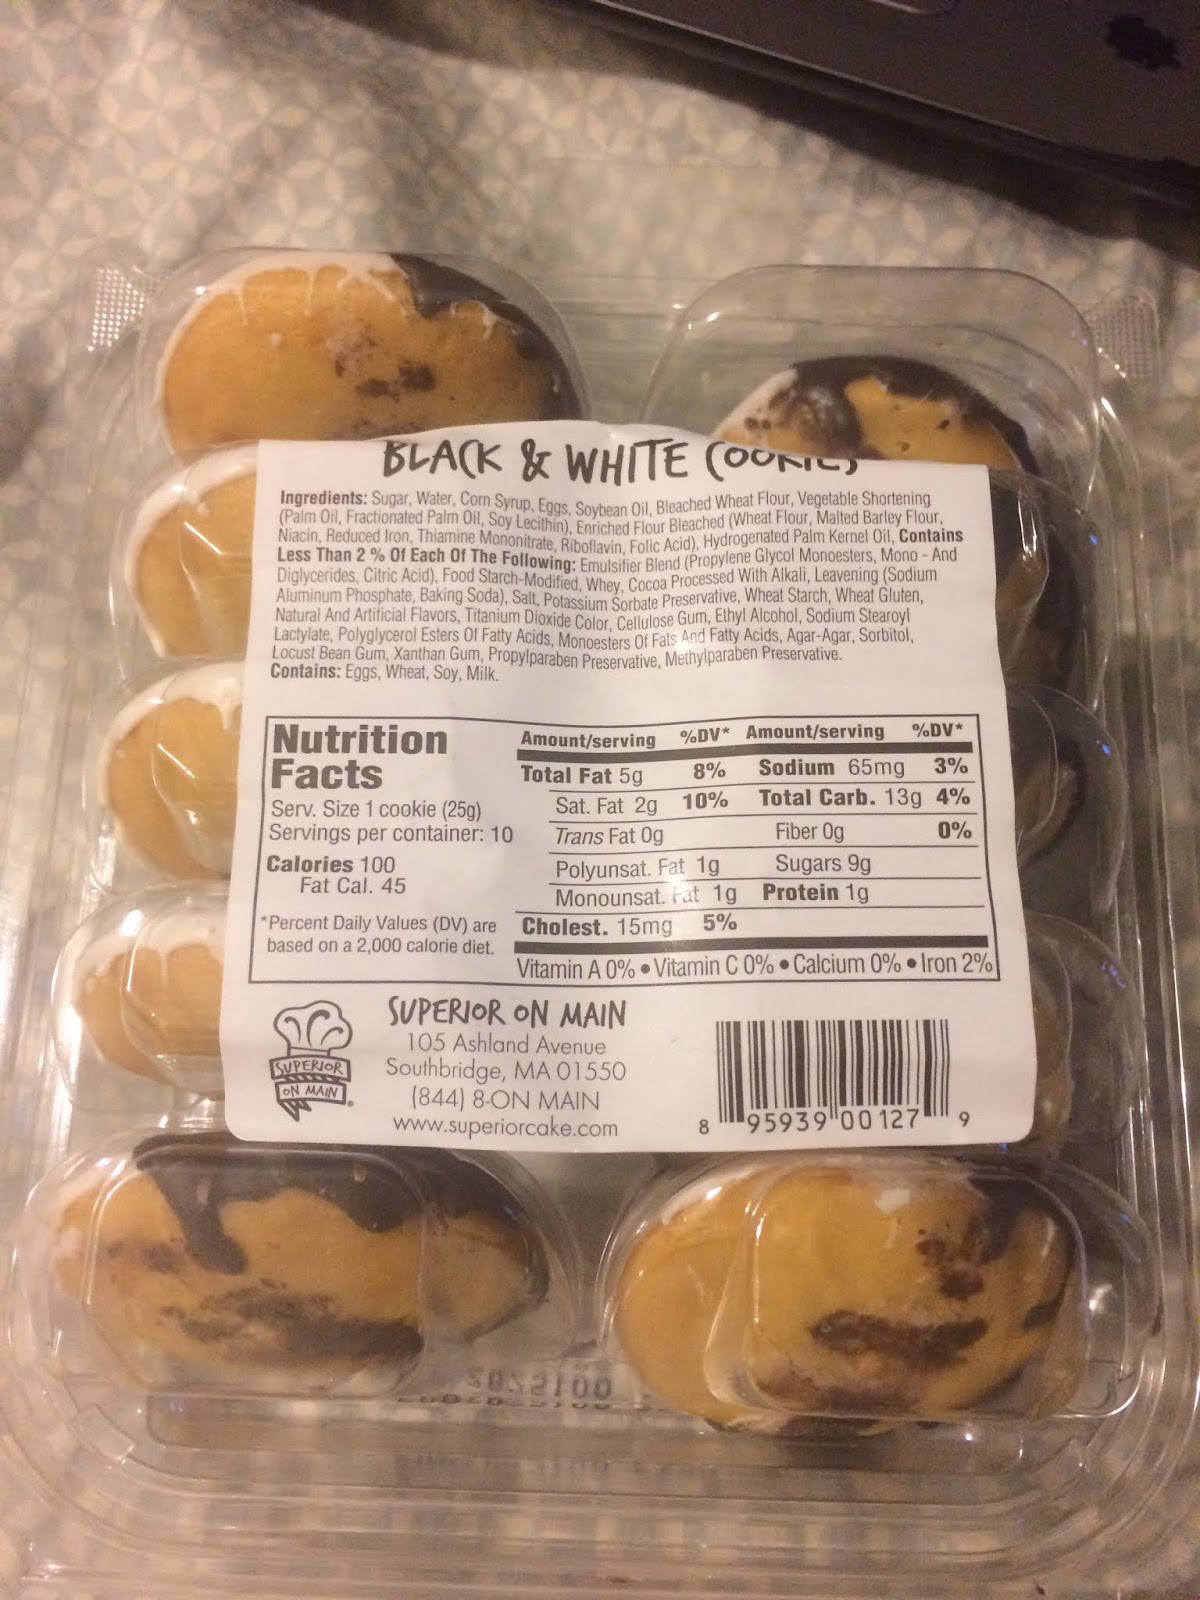 BLACK & WHITE COOKIES
Ingredients: Sugar, Water, Corn Syrup, Eggs, Soybean Oil, Bleached Wheat Flour, Vegetable Shortening
(Palm Oil, Fractionated Palm Oil, Soy Lecithin), Enriched Flour Bleached (Wheat Flour, Malted Barley Flour,
Niacin, Reduced Iron, Thiamine Mononitrate, Riboflavin, Folic Acid), Hydrogenated Palm Kernel Oil, Contains
Less Than 2 % Of Each Of The Following: Emulsifier Blend (Propylene Glycol Monoesters, Mono - And
Diglycerides, Citric Acid), Food Starch-Modified, Whey, Cocoa Processed With Alkali, Leavening (Sodium
Aluminum Phosphate, Baking Soda), Salt, Potassium Sorbate Preservative, Wheat Starch, Wheat Gluten,
Natural And Artificial Flavors, Titanium Dioxide Color, Cellulose Gum, Ethyl Alcohol, Sodium Stearoyl
Lactylate, Polyglycerol Esters Of Fatty Acids, Monoesters Of Fats And Fatty Acids, Agar-Agar, Sorbitol,
Locust Bean Gum, Xanthan Gum, Propylparaben Preservative, Methylparaben Preservative.
Contains: Eggs, Wheat, Soy, Milk.
Nutrition
Facts
Serv. Size 1 cookie (25g)
Servings per container: 10
Calories 100
Fat Cal. 45
*Percent Daily Values (DV) are
based on a 2,000 calorie diet.
Amount/serving %DV* Amount/serving %DV*
Total Fat 5g 8% Sodium 65mg 3%
Sat. Fat 2g 10% Total Carb. 13g 4%
Trans Fat 0g Fiber 0g 0%
Polyunsat. Fat 1g Sugars 9g
Monounsat. Fat 1g Protein 1g
Cholest. 15mg 5%
Vitamin A 0% • Vitamin C 0% • Calcium 0% • Iron 2%
SUPERIOR
ON MAIN
®
SUPERIOR ON MAIN
105 Ashland Avenue
Southbridge, MA 01550
(844) 8-ON MAIN
www.superiorcake.com
8 95939 00127 9